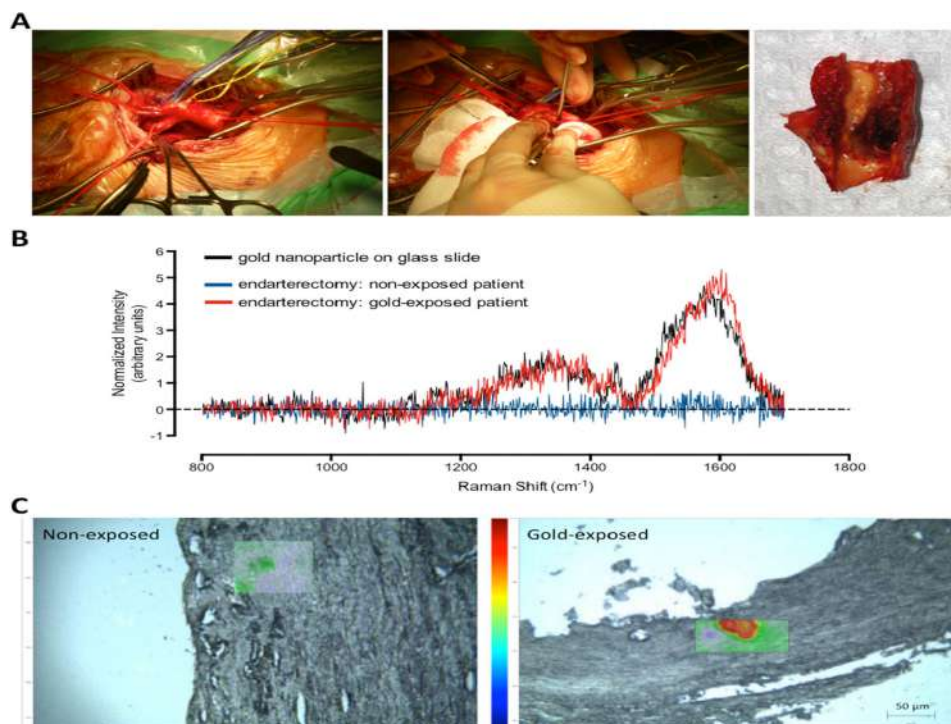 A
B
6
5
4
3
2
1
0
-1
Normalized Intensity
(arbitrary units)
gold nanoparticle on glass slide
endarterectomy: non-exposed patient
endarterectomy: gold-exposed patient
800
1000
1200
1400
1600
1800
Raman Shift (cm⁻¹)
C
Non-exposed
Gold-exposed
50 µm